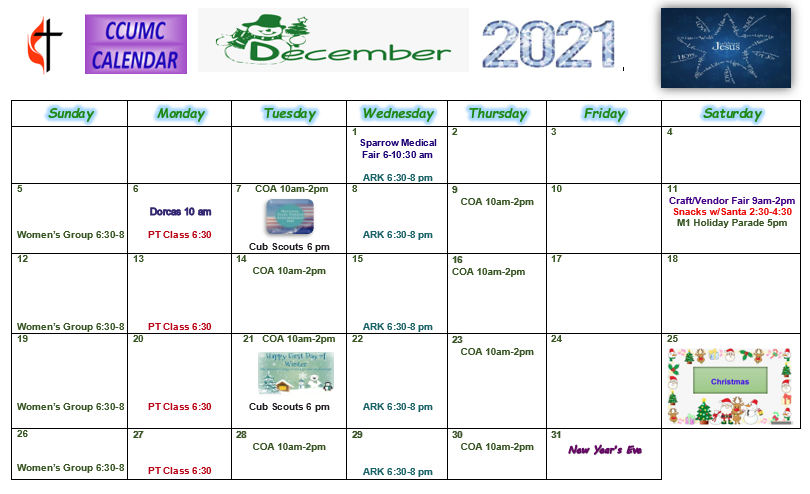 CCUMC
CALENDAR
December
2021
Jesus
Sunday Monday Tuesday Wednesday Thursday Friday Saturday
1
Sparrow Medical
Fair 6-10:30 am
ARK 6:30-8 pm
2
3
4
5
Women's Group 6:30-8
6
Dorcas 10 am
PT Class 6:30
7 COA 10am-2pm
Cub Scouts 6 pm
8
ARK 6:30-8 pm
9
COA 10am-2pm
10
11
Craft/Vendor Fair 9am-2pm
Snacks w/Santa 2:30-4:30
M1 Holiday Parade 5pm
12
Women's Group 6:30-8
13
PT Class 6:30
14
COA 10am-2pm
15
ARK 6:30-8 pm
16
COA 10am-2pm
17
18
19
Women's Group 6:30-8
20
PT Class 6:30
21 COA 10am-2pm
Happy First Day of
Winter
Cub Scouts 6 pm
22
ARK 6:30-8 pm
23
COA 10am-2pm
24
25
Christmas
26
Women's Group 6:30-8
27
PT Class 6:30
28
COA 10am-2pm
29
ARK 6:30-8 pm
30
COA 10am-2pm
31
New Year's Eve